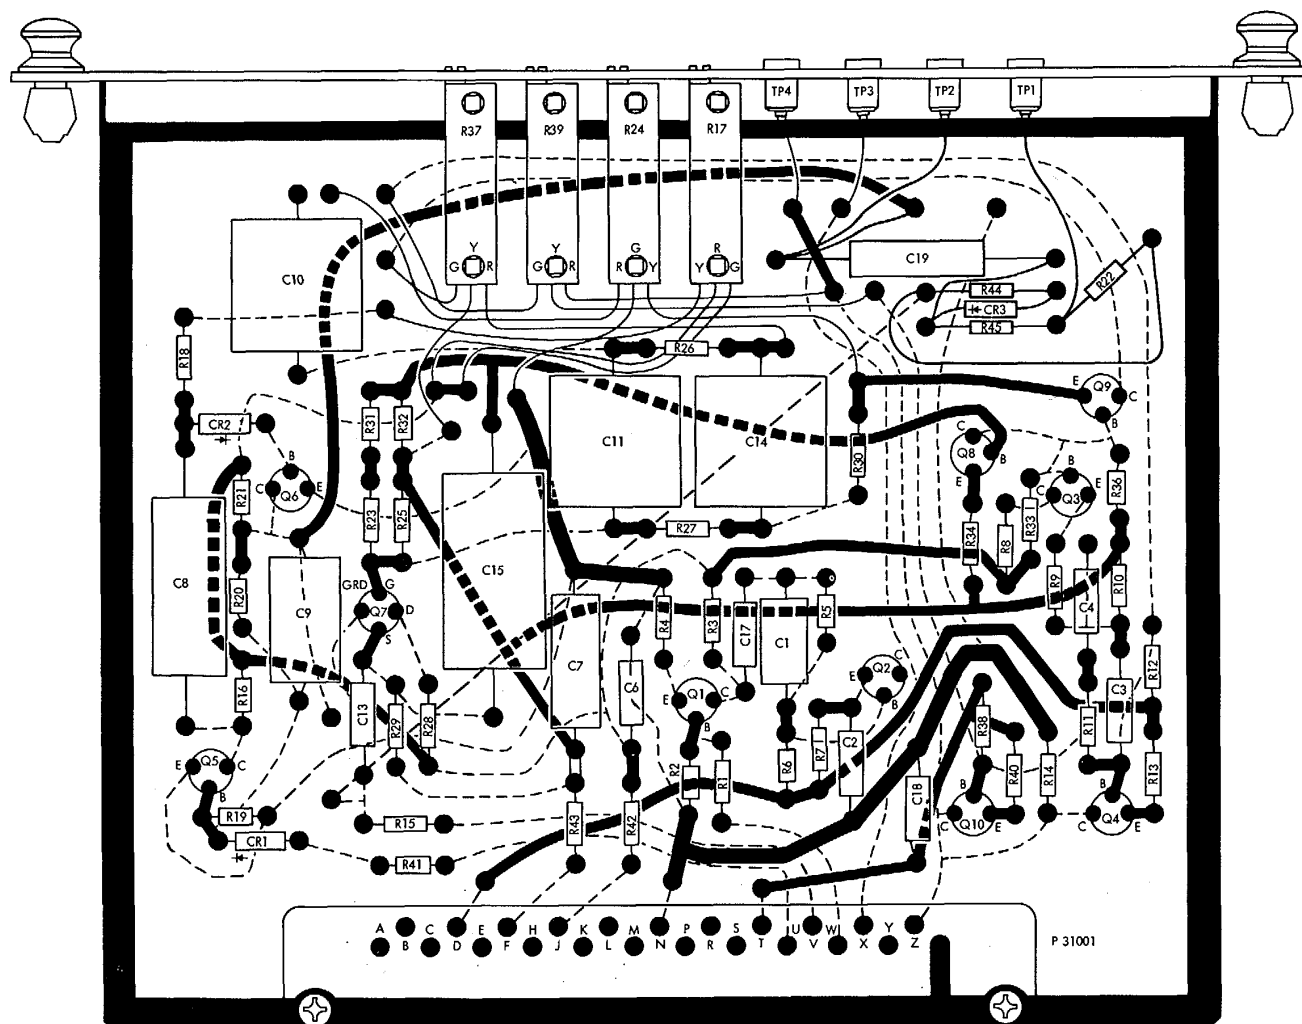 TP4 TP3 TP2 TP1
R37 R39 R24 R17
Y Y G R
G R G R R Y Y G
C10
C19
R22
R44
CR3
R45
R18
R26
E Q9 C
B
CR2
R31 R32
C11 C14
R30
C
Q8 B
E
B
C Q6 E
R21
B
C Q3 E
R36
R23 R25
R27
R34 R8 R33
C8
R20
C9
GRD G
Q7 D
S
C15
R9 C4 R10
R4 R3 C17 C1 R5
R16
C13 R29 R28
C7 C6
E Q1 C
B
E Q2 C
B
R12
C3
R11
R38
R7 C2
E Q5 C
B
R2 R1 R6
R40 R14 R13
C18
R19
R15
R43 R42
B
C Q10 E
B
C Q4 E
CR1
R41
A C E H K M P S U W Y
B D F J L N R T V X Z
P 31001